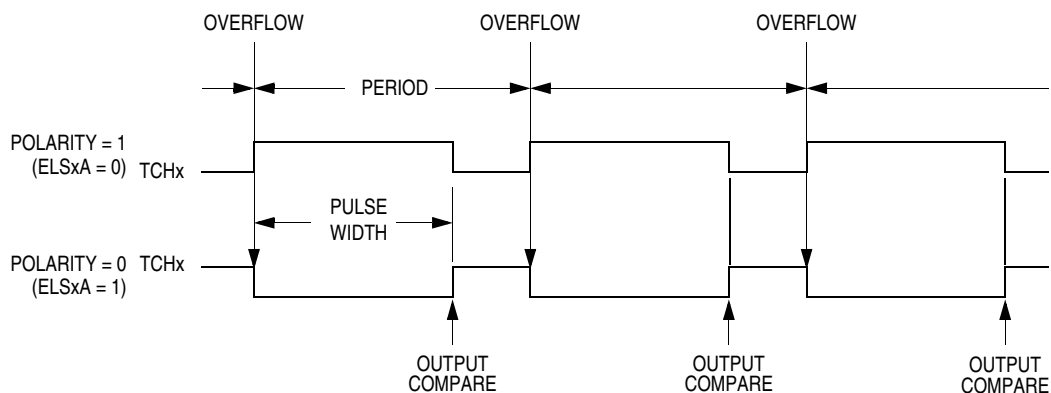 OVERFLOW
OVERFLOW
OVERFLOW
PERIOD
POLARITY = 1
(ELSxA = 0)
TCHx
PULSE
WIDTH
POLARITY = 0
(ELSxA = 1)
TCHx
OUTPUT
COMPARE
OUTPUT
COMPARE
OUTPUT
COMPARE